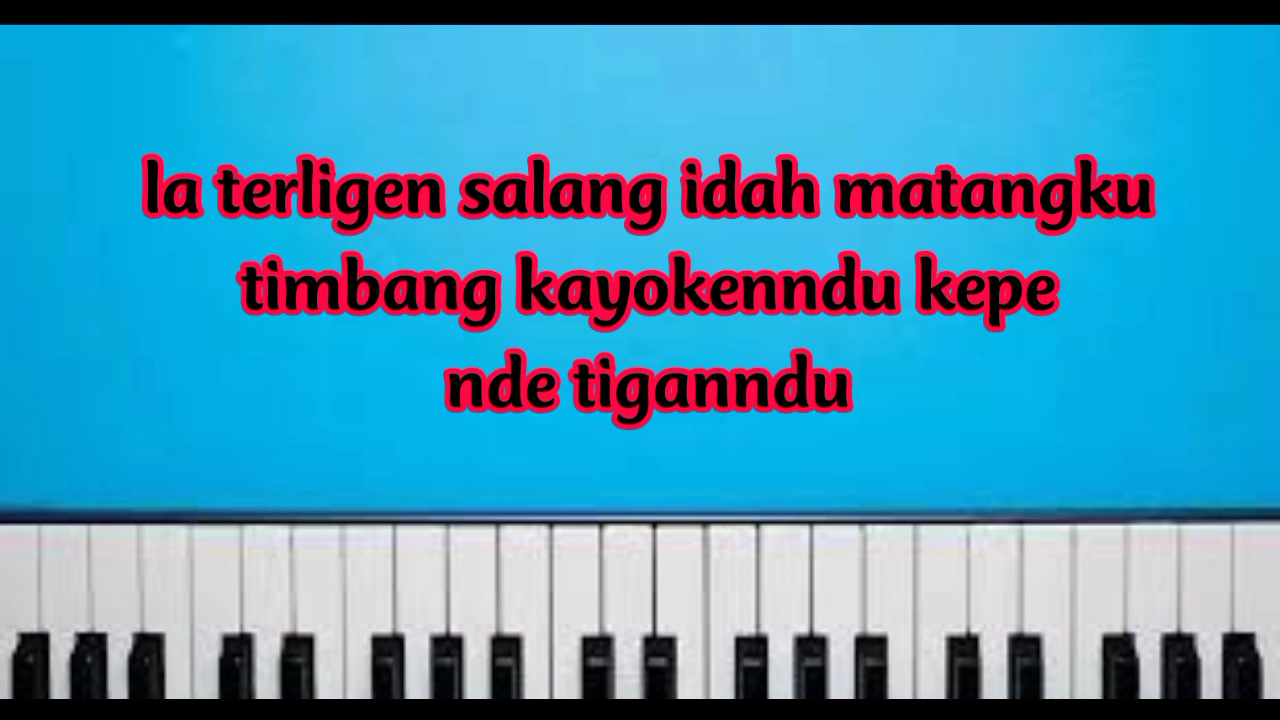 la terligen salang idah matangku
timbang kayokenndu kepe
nde tiganndu